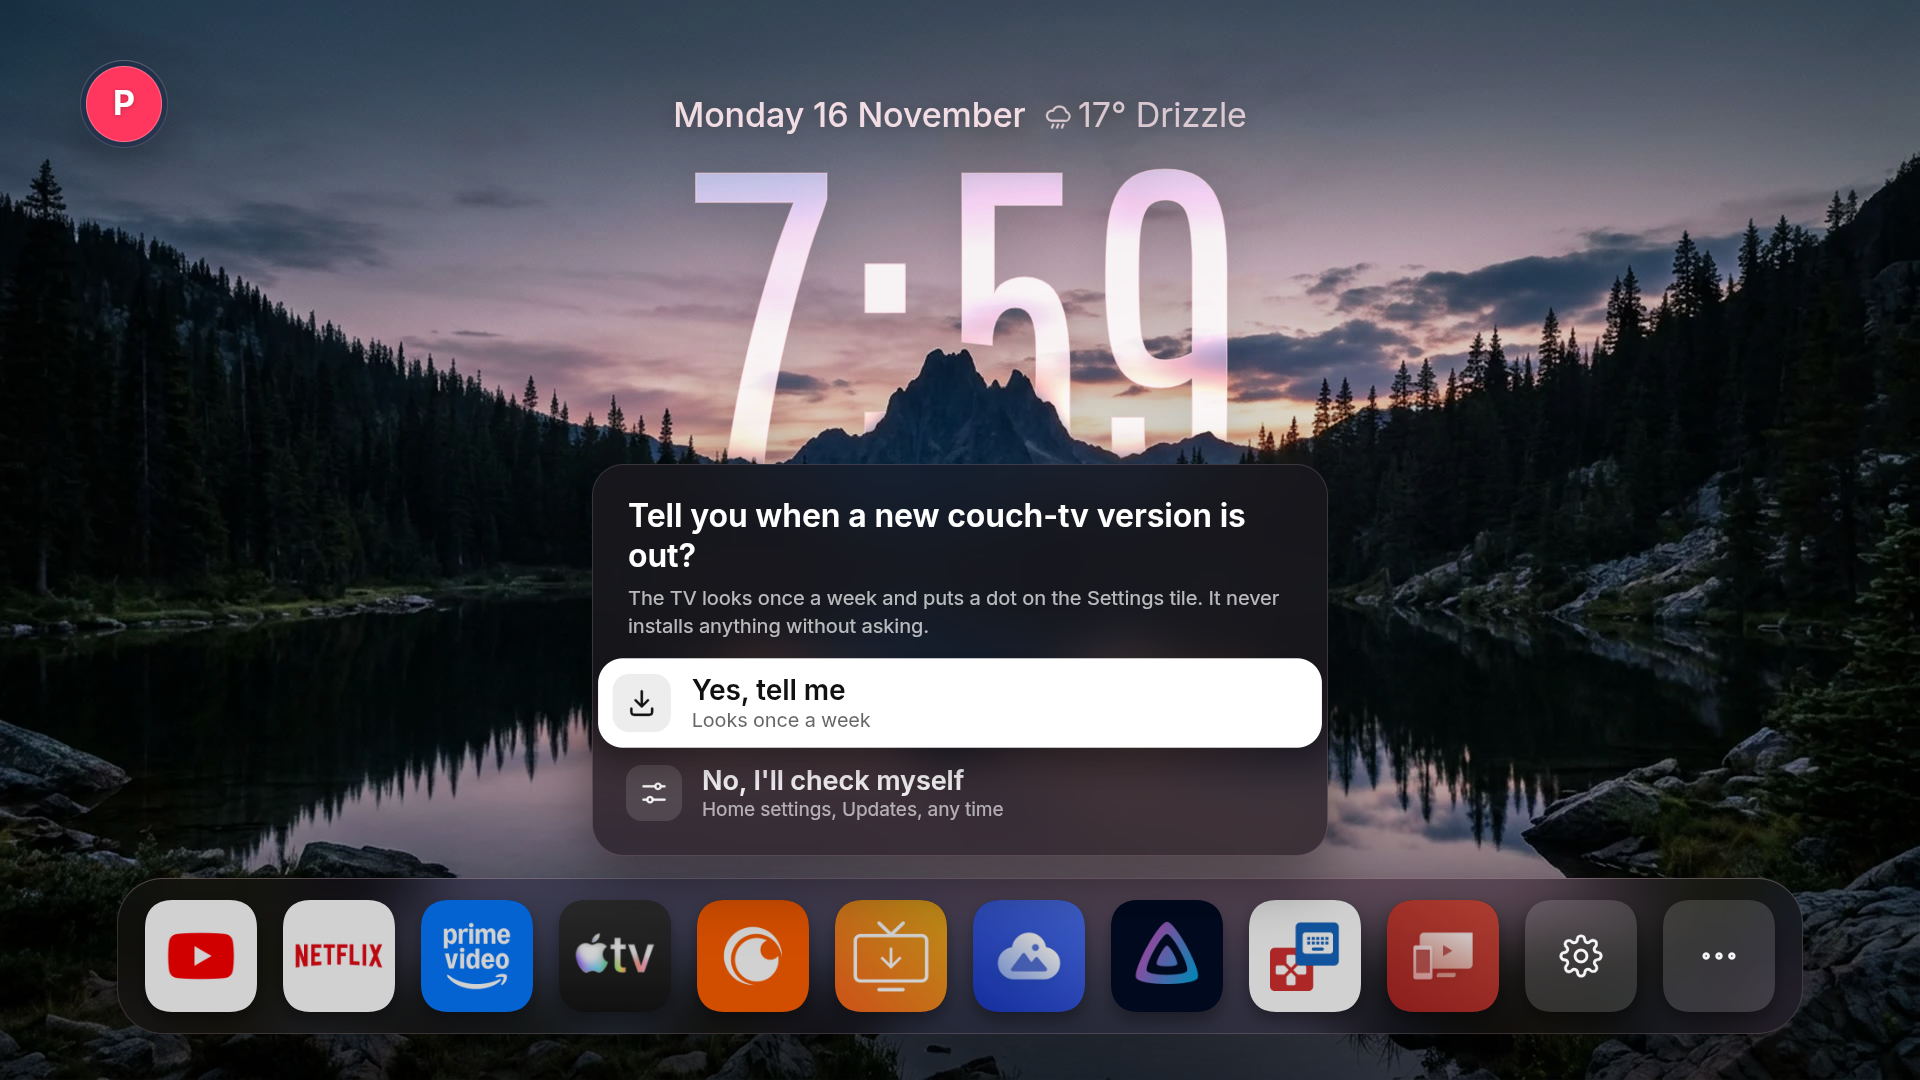 P
Monday 16 November 17° Drizzle
7:59
Tell you when a new couch-tv version is
out?
The TV looks once a week and puts a dot on the Settings tile. It never
installs anything without asking.
Yes, tell me
Looks once a week
No, I'll check myself
Home settings, Updates, any time
NETFLIX
prime
video
tv